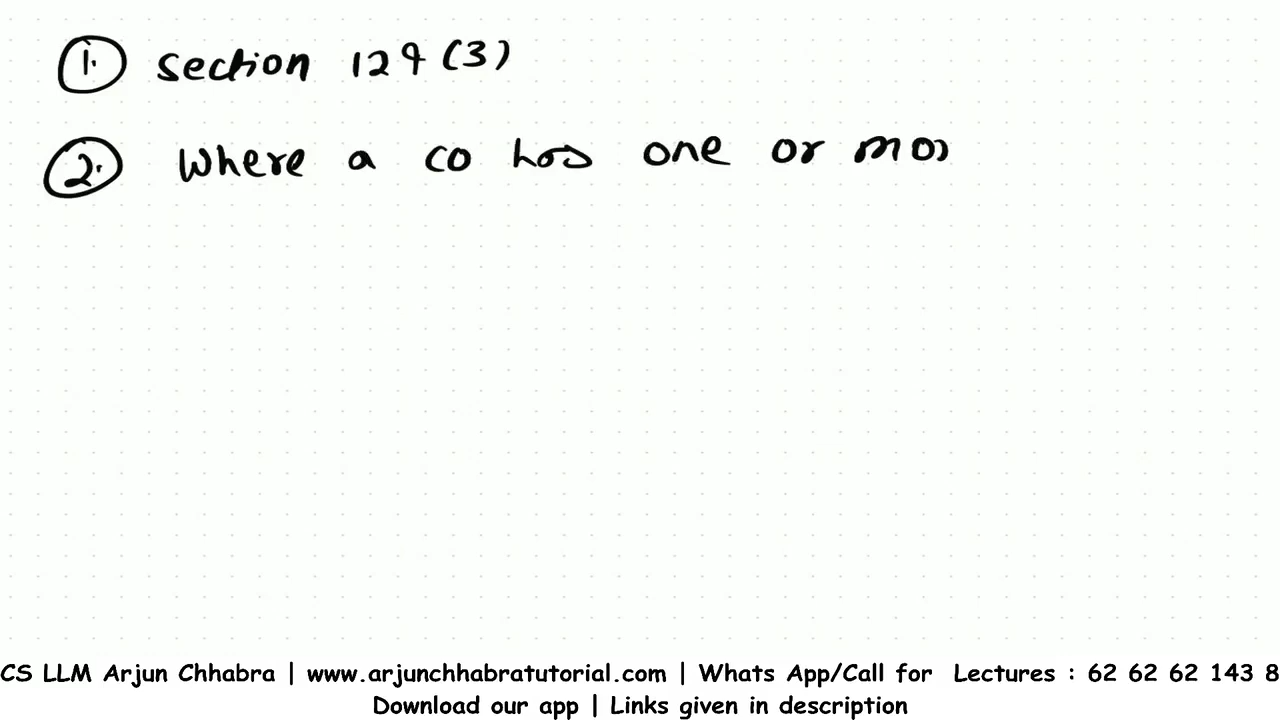 1. section 129 (3)
2. Where a co has one or mor
CS LLM Arjun Chhabra | www.arjunchhabratutorial.com | Whats App/Call for Lectures : 62 62 62 143 8
Download our app | Links given in description